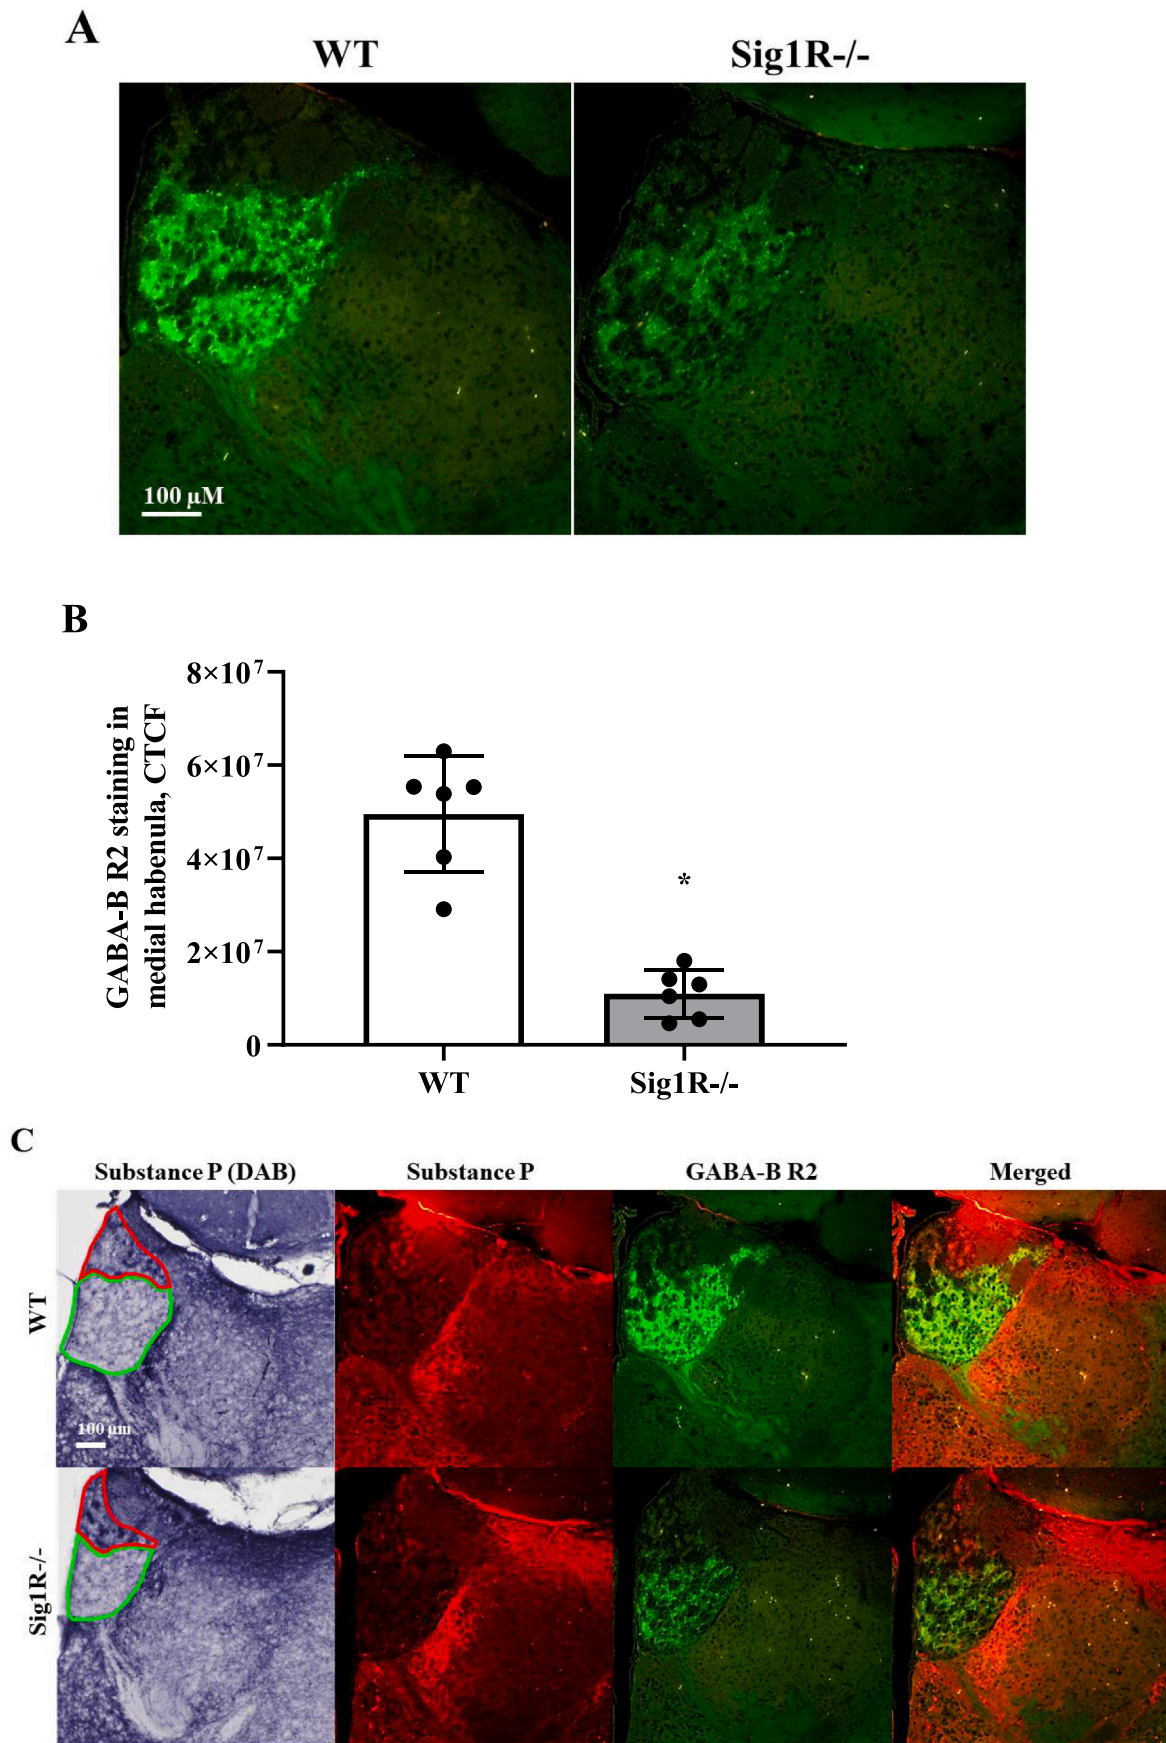 A
WT
Sig1R-/-
100 µM
B
8×10⁷
6×10⁷
4×10⁷
2×10⁷
0
GABA-B R2 staining in
medial habenula, CTCF
*
WT
Sig1R-/-
C
Substance P (DAB)
Substance P
GABA-B R2
Merged
WT
100 µm
Sig1R-/-